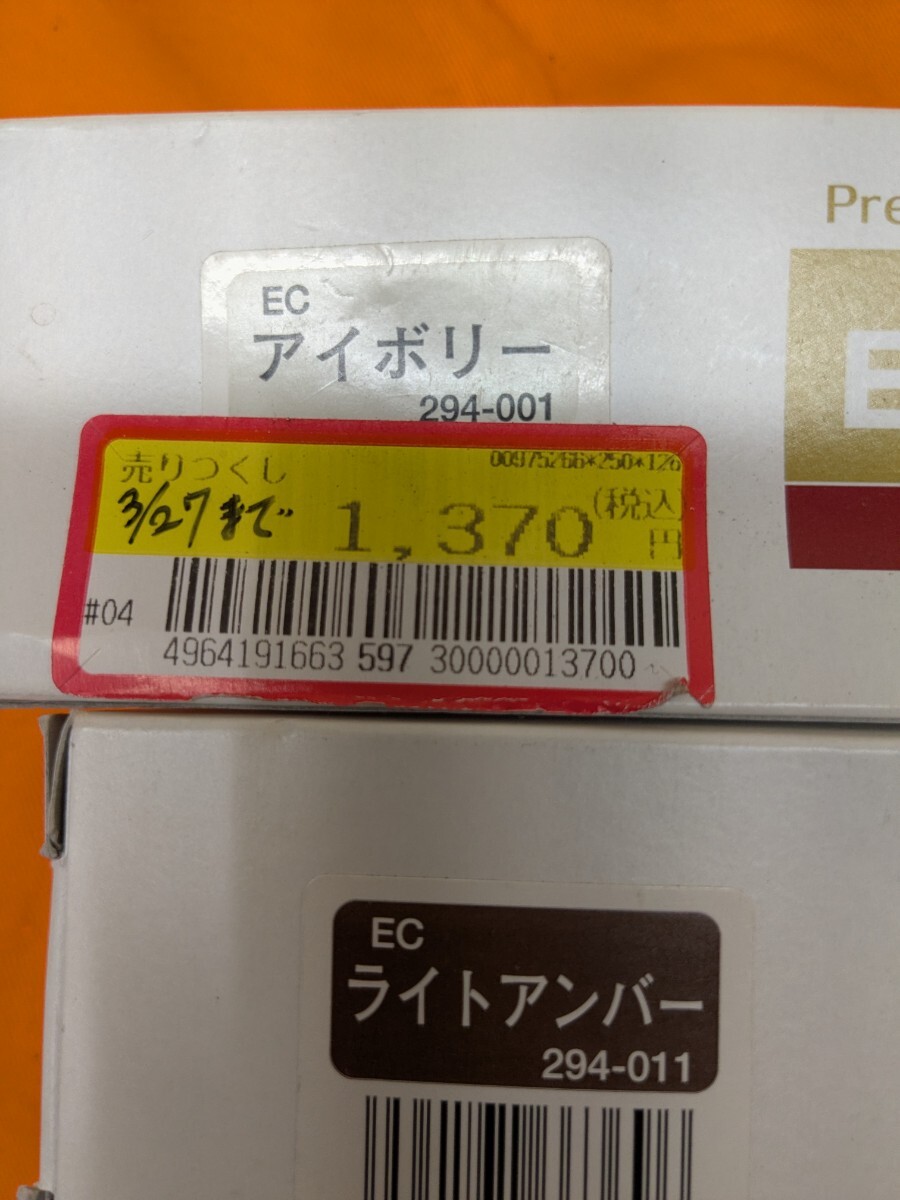 Pre
E
EC
アイボリー
294-001
売りつくし
00975266*250*126
3/27まで
1,370
(税込)
円
#04
4964191663 597 30000013700
EC
ライトアンバー
294-011